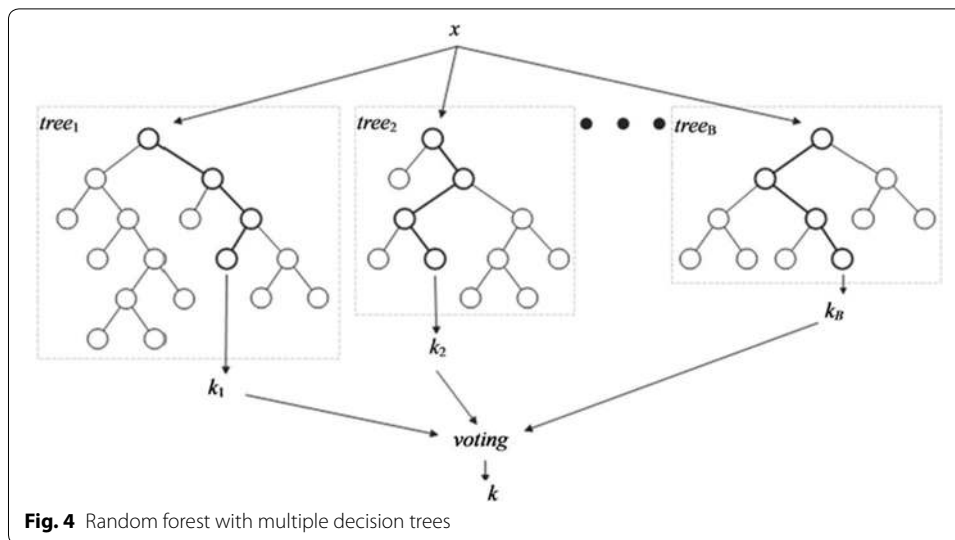 x
tree1
tree2
treeB
k1
k2
kB
voting
k
Fig. 4 Random forest with multiple decision trees